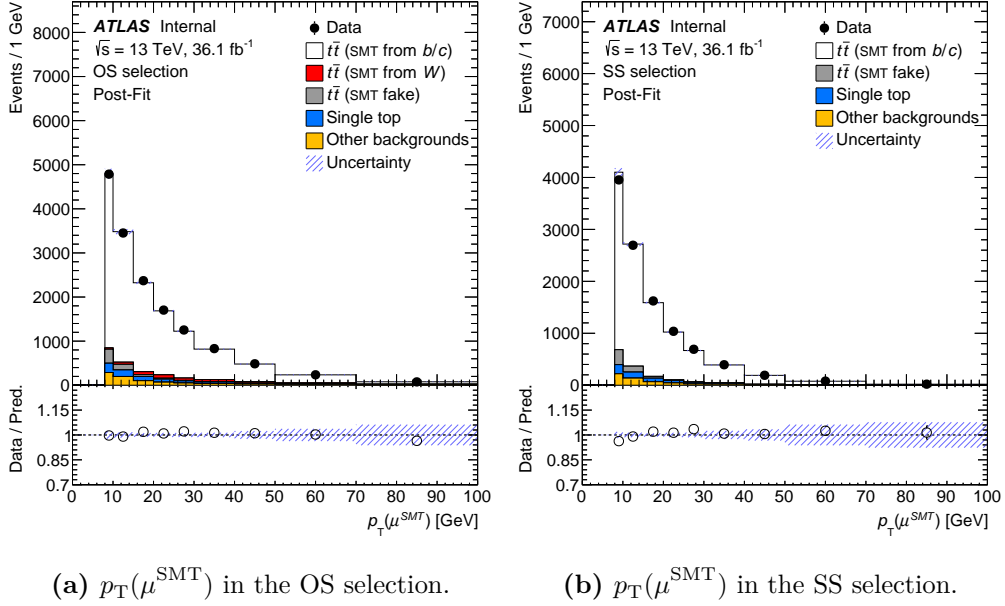 Events / 1 GeV
8000
7000
6000
5000
4000
3000
2000
1000
0
ATLAS Internal
√s = 13 TeV, 36.1 fb⁻¹
OS selection
Post-Fit
Data
tt̄ (SMT from b/c)
tt̄ (SMT from W)
tt̄ (SMT fake)
Single top
Other backgrounds
Uncertainty
Data / Pred.
1.15
1
0.85
0.7
0 10 20 30 40 50 60 70 80 90 100
p_T(μ^SMT) [GeV]
Events / 1 GeV
7000
6000
5000
4000
3000
2000
1000
0
ATLAS Internal
√s = 13 TeV, 36.1 fb⁻¹
SS selection
Post-Fit
Data
tt̄ (SMT from b/c)
tt̄ (SMT fake)
Single top
Other backgrounds
Uncertainty
Data / Pred.
1.15
1
0.85
0.7
0 10 20 30 40 50 60 70 80 90 100
p_T(μ^SMT) [GeV]
(a) p_T(μ^SMT) in the OS selection.
(b) p_T(μ^SMT) in the SS selection.